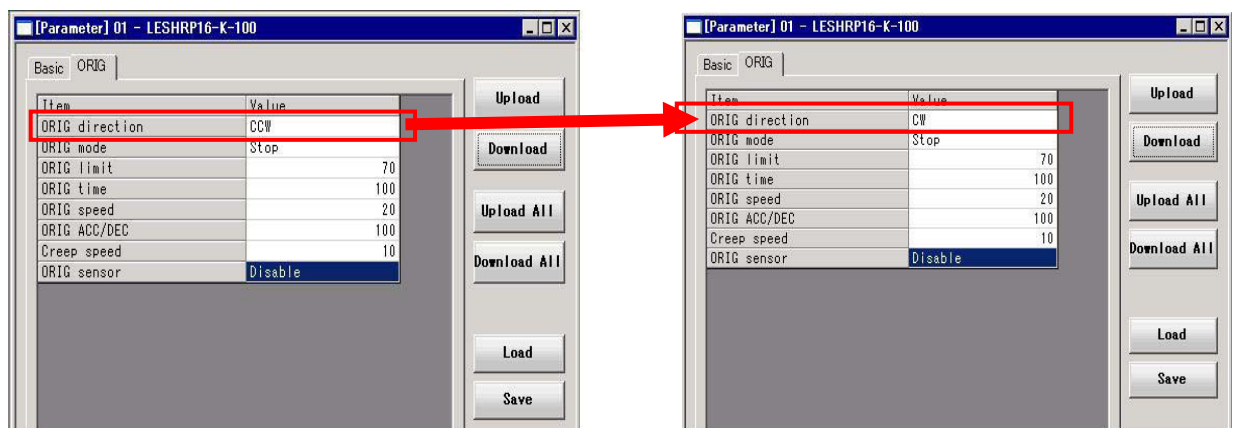 [Parameter] 01 - LESHRP16-K-100
Basic ORIG
Item Value
ORIG direction CCW
ORIG mode Stop
ORIG limit 70
ORIG time 100
ORIG speed 20
ORIG ACC/DEC 100
Creep speed 10
ORIG sensor Disable
Upload
Download
Upload All
Download All
Load
Save
[Parameter] 01 - LESHRP16-K-100
Basic ORIG
Item Value
ORIG direction CW
ORIG mode Stop
ORIG limit 70
ORIG time 100
ORIG speed 20
ORIG ACC/DEC 100
Creep speed 10
ORIG sensor Disable
Upload
Download
Upload All
Download All
Load
Save